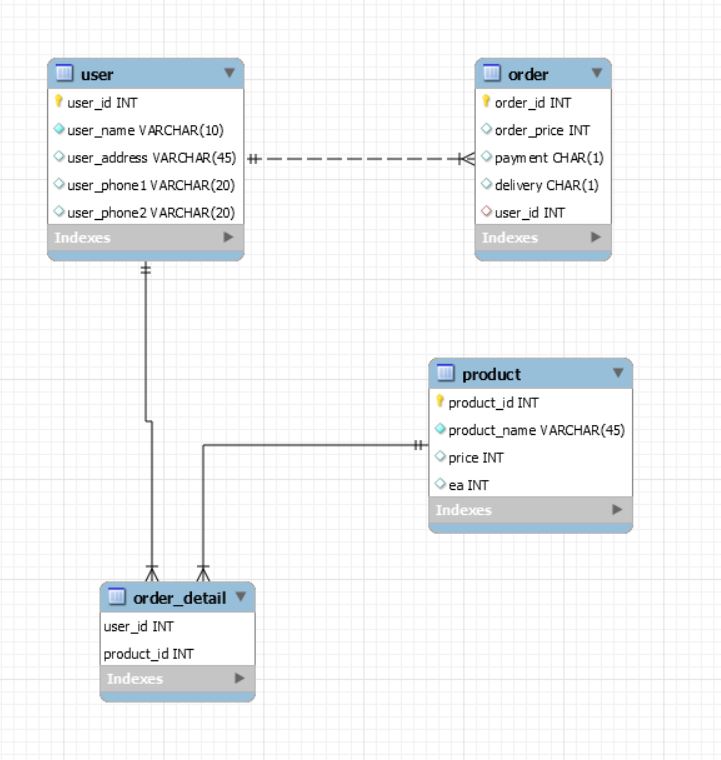 user
user_id INT
user_name VARCHAR(10)
user_address VARCHAR(45)
user_phone1 VARCHAR(20)
user_phone2 VARCHAR(20)
Indexes
order
order_id INT
order_price INT
payment CHAR(1)
delivery CHAR(1)
user_id INT
Indexes
product
product_id INT
product_name VARCHAR(45)
price INT
ea INT
Indexes
order_detail
user_id INT
product_id INT
Indexes